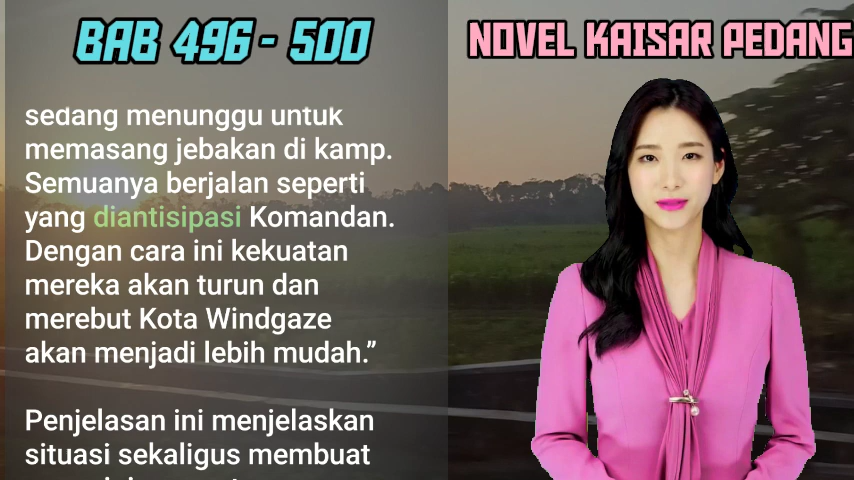 BAB 496 - 500
NOVEL KAISAR PEDANG
sedang menunggu untuk
memasang jebakan di kamp.
Semuanya berjalan seperti
yang diantisipasi Komandan.
Dengan cara ini kekuatan
mereka akan turun dan
merebut Kota Windgaze
akan menjadi lebih mudah.”
Penjelasan ini menjelaskan
situasi sekaligus membuat